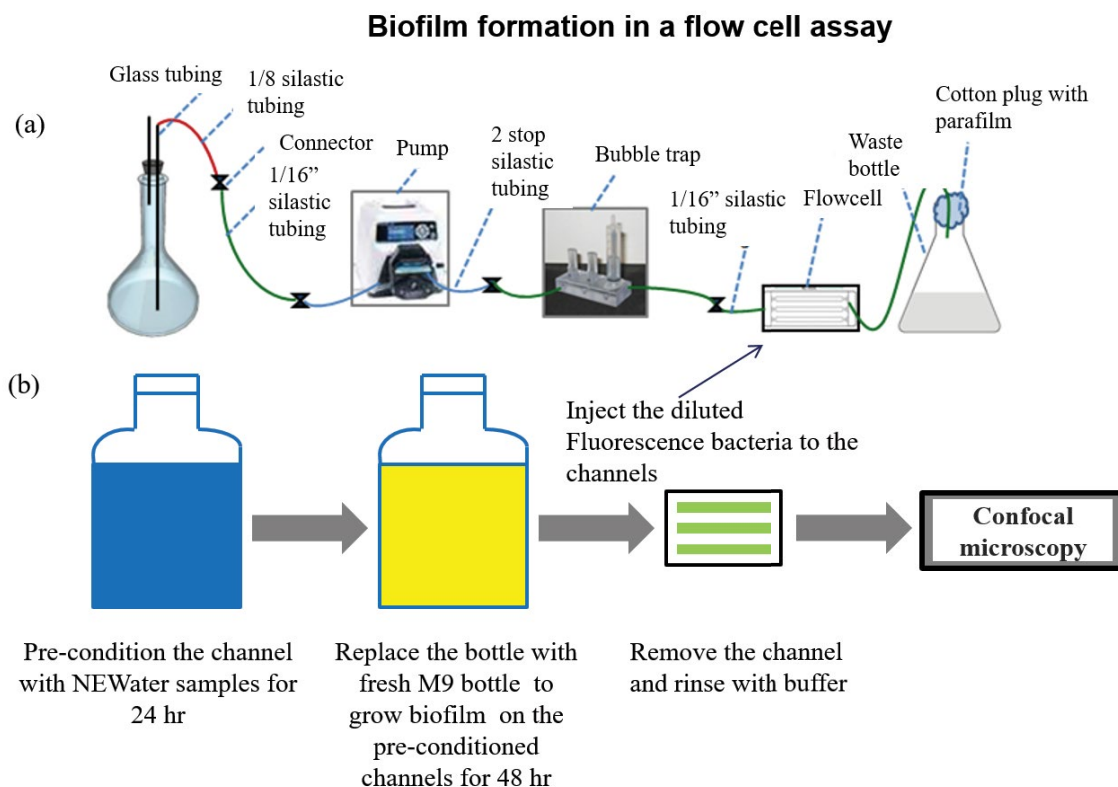 Biofilm formation in a flow cell assay
(a)
Glass tubing
1/8 silastic
tubing
Connector
1/16” silastic
tubing
Pump
2 stop
silastic
tubing
Bubble trap
1/16” silastic
tubing
Flowcell
Waste
bottle
Cotton plug with
parafilm
(b)
Inject the diluted
Fluorescence bacteria to the
channels
Confocal
microscopy
Pre-condition the channel
with NEWater samples for
24 hr
Replace the bottle with
fresh M9 bottle to
grow biofilm on the
pre-conditioned
channels for 48 hr
Remove the channel
and rinse with buffer